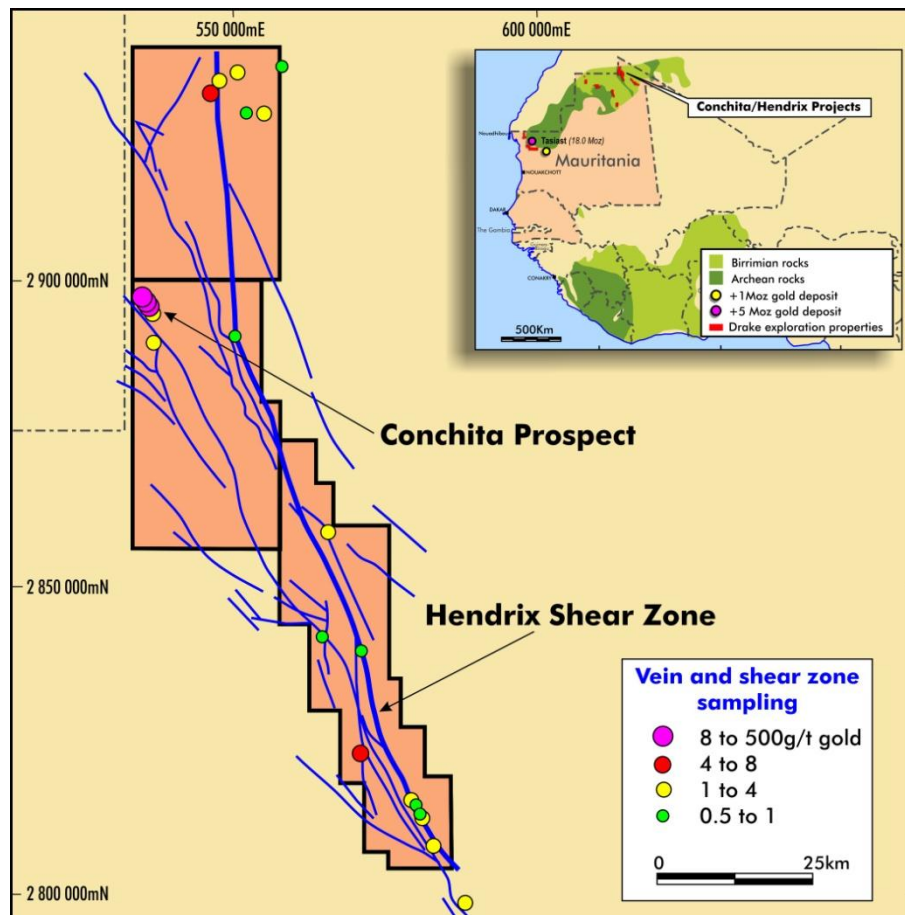 550 000mE
600 000mE
Conchita/Hendrix Projects
Nouadhibou
Tasiast (18.0 Moz)
Mauritania
NOUAKCHOTT
DAKAR
The Gambia
CONAKRY
500Km
Birrimian rocks
Archean rocks
+1Moz gold deposit
+5 Moz gold deposit
Drake exploration properties
2 900 000mN
Conchita Prospect
2 850 000mN
Hendrix Shear Zone
Vein and shear zone
sampling
8 to 500g/t gold
4 to 8
1 to 4
0.5 to 1
0
25km
2 800 000mN